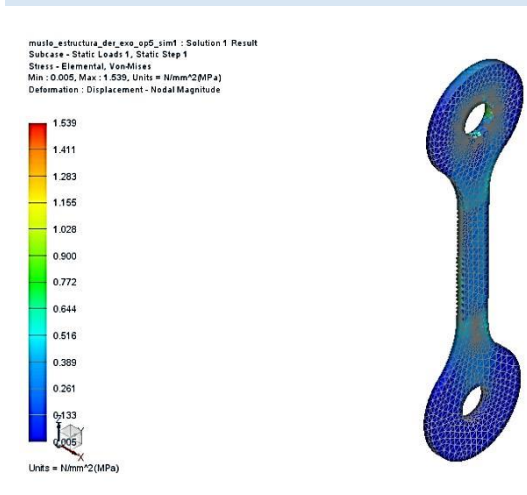 muslo_estructura_der_exo_op5_sim1 : Solution 1 Result
Subcase - Static Loads 1, Static Step 1
Stress - Elemental, Von-Mises
Min : 0.005, Max : 1.539, Units = N/mm^2(MPa)
Deformation : Displacement - Nodal Magnitude
1.539
1.411
1.283
1.155
1.028
0.900
0.772
0.644
0.516
0.389
0.261
0.133
0.005
X
Units = N/mm^2(MPa)